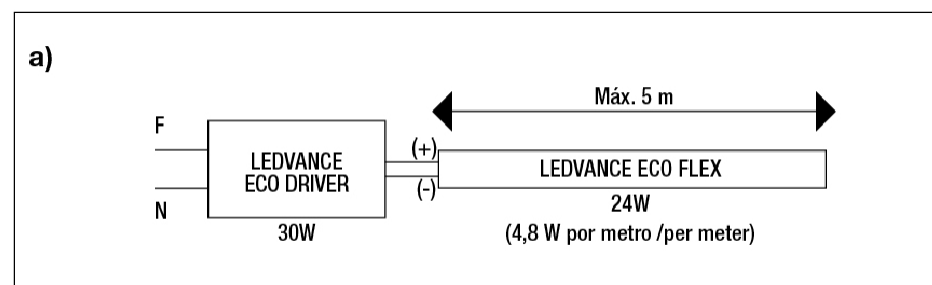 a)
Máx. 5 m
F
LEDVANCE
ECO DRIVER
(+)
(-)
LEDVANCE ECO FLEX
N
30W
24W
(4,8 W por metro /per meter)